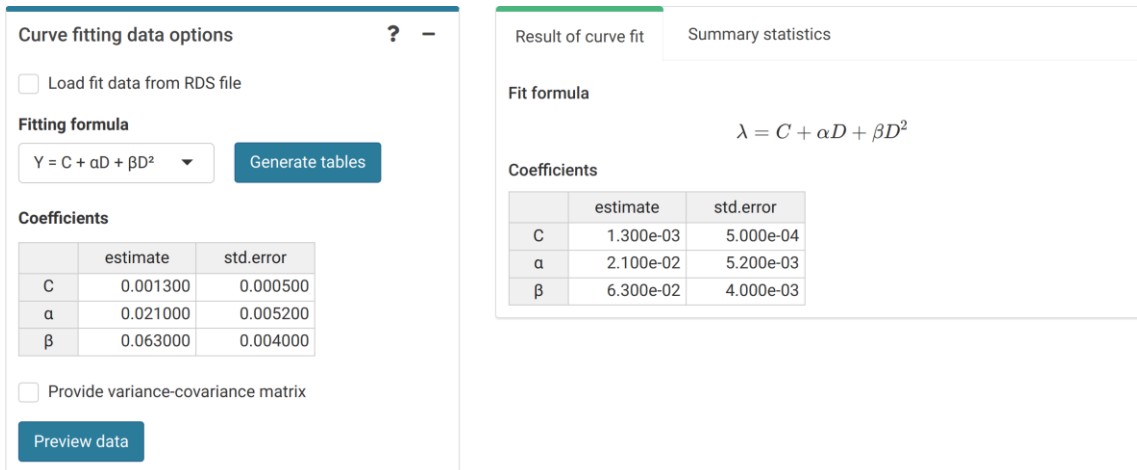 Curve fitting data options ? −
Load fit data from RDS file
Fitting formula
Y = C + αD + βD²
Generate tables
Coefficients
estimate std.error
C 0.001300 0.000500
α 0.021000 0.005200
β 0.063000 0.004000
Provide variance-covariance matrix
Preview data
Result of curve fit
Summary statistics
Fit formula
λ = C + αD + βD²
Coefficients
estimate std.error
C 1.300e-03 5.000e-04
α 2.100e-02 5.200e-03
β 6.300e-02 4.000e-03